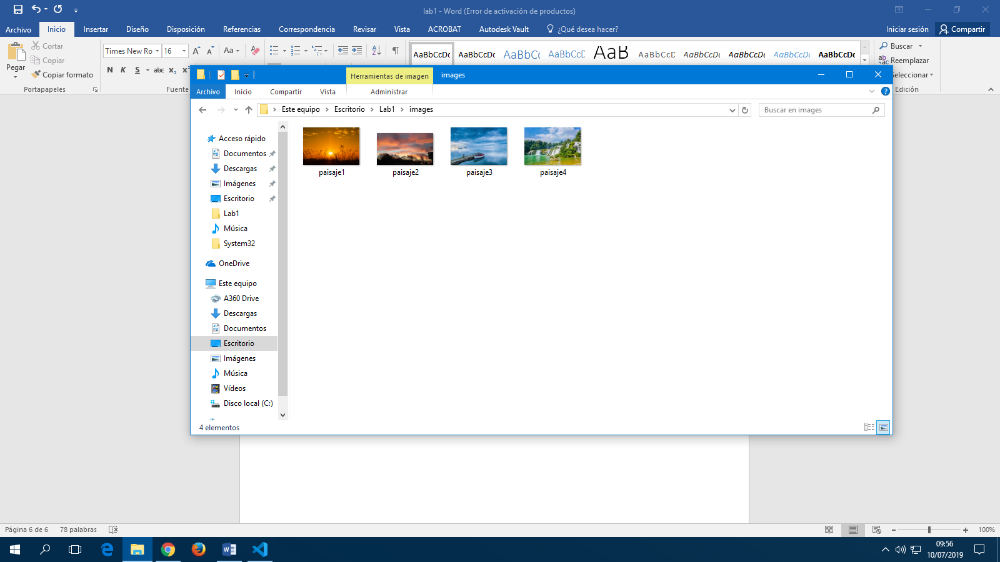 lab1 - Word (Error de activación de productos)
Archivo Inicio Insertar Diseño Disposición Referencias Correspondencia Revisar Vista ACROBAT Autodesk Vault ¿Qué desea hacer? Iniciar sesión Compartir
Pegar
Cortar
Copiar
Copiar formato
Portapapeles
Times New Ro 16
N K S abc x₂ x²
Fuente
AaBbCcDc AaBbCcDc AaBbCc AaBbCcD AaB AaBbCcD AaBbCcDc AaBbCcDc AaBbCcDc AaBbCcDc
Buscar
Reemplazar
Seleccionar
Edición
Herramientas de imagen images
Archivo Inicio Compartir Vista Administrar
Este equipo Escritorio Lab1 images
Buscar en images
Acceso rápido
Documentos
Descargas
Imágenes
Escritorio
Lab1
Música
System32
OneDrive
Este equipo
A360 Drive
Descargas
Documentos
Escritorio
Imágenes
Música
Vídeos
Disco local (C:)
paisaje1 paisaje2 paisaje3 paisaje4
4 elementos
Página 6 de 6 78 palabras 100%
09:56
10/07/2019